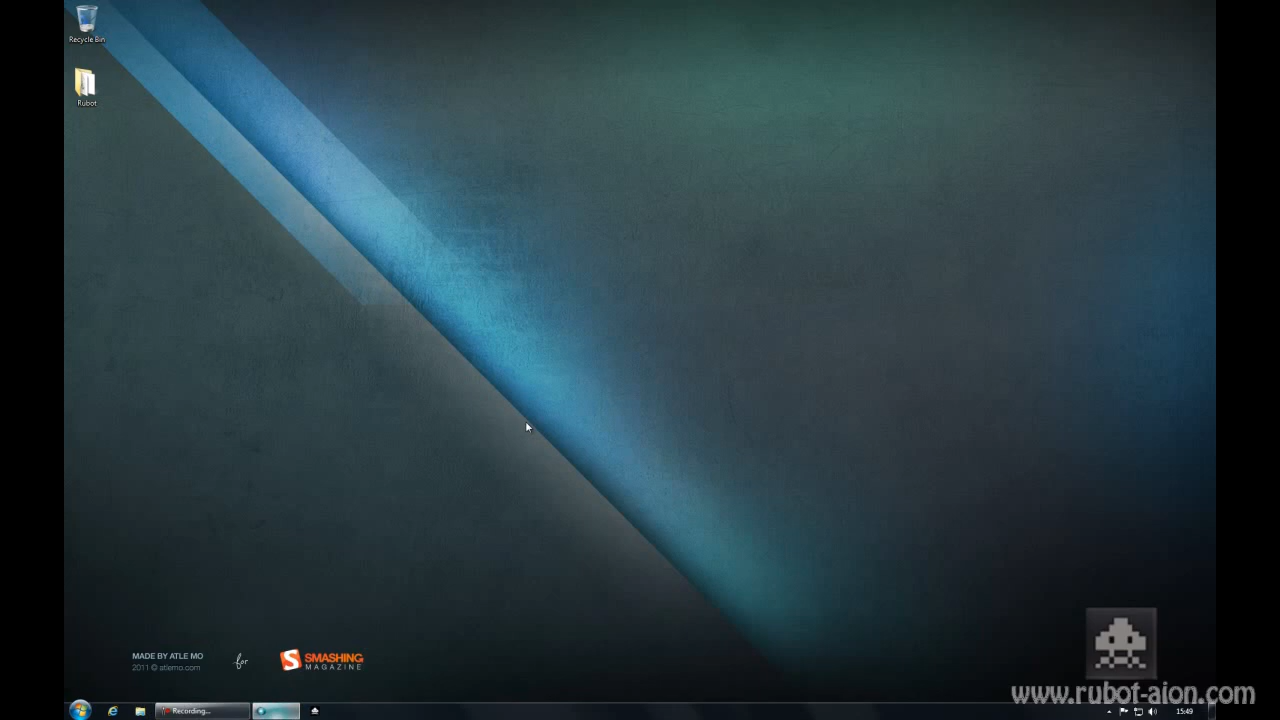 Recycle Bin
Rubot
MADE BY ATLE MO
2011 © atlemo.com
for
SMASHING
MAGAZINE
www.rubot-aion.com
Recording...
15:49